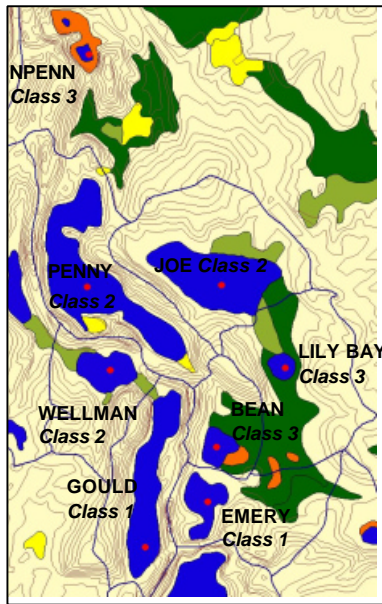 NPENN
Class 3
PENNY
Class 2
JOE Class 2
LILY BAY
Class 3
WELLMAN
Class 2
BEAN
Class 3
GOULD
Class 1
EMERY
Class 1